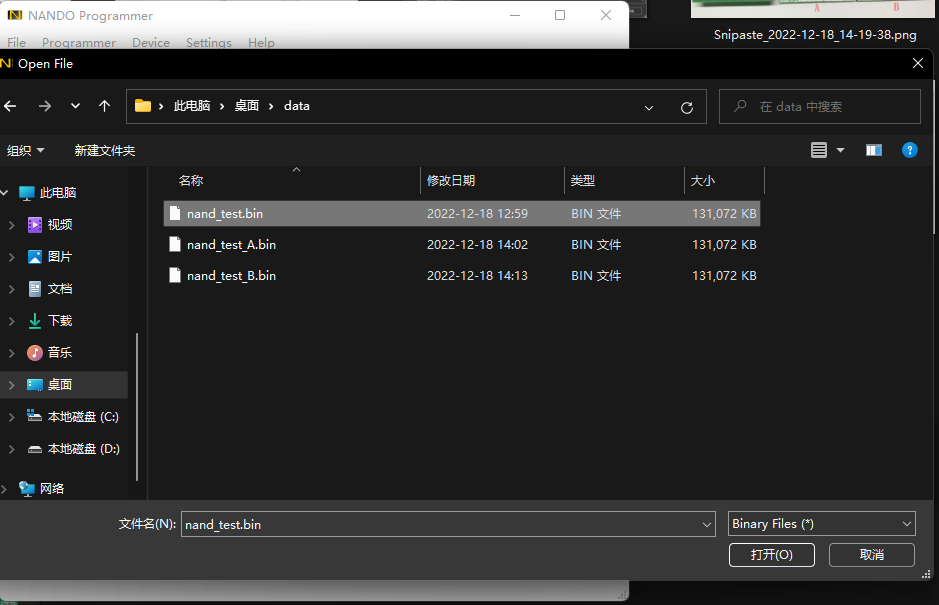 NANDO Programmer
File Programmer Device Settings Help
A B
Snipaste_2022-12-18_14-19-38.png
Open File
此电脑 桌面 data
在 data 中搜索
组织 新建文件夹
名称 修改日期 类型 大小
nand_test.bin 2022-12-18 12:59 BIN 文件 131,072 KB
nand_test_A.bin 2022-12-18 14:02 BIN 文件 131,072 KB
nand_test_B.bin 2022-12-18 14:13 BIN 文件 131,072 KB
此电脑
视频
图片
文档
下载
音乐
桌面
本地磁盘 (C:)
本地磁盘 (D:)
网络
文件名(N): nand_test.bin Binary Files (*)
打开(O) 取消